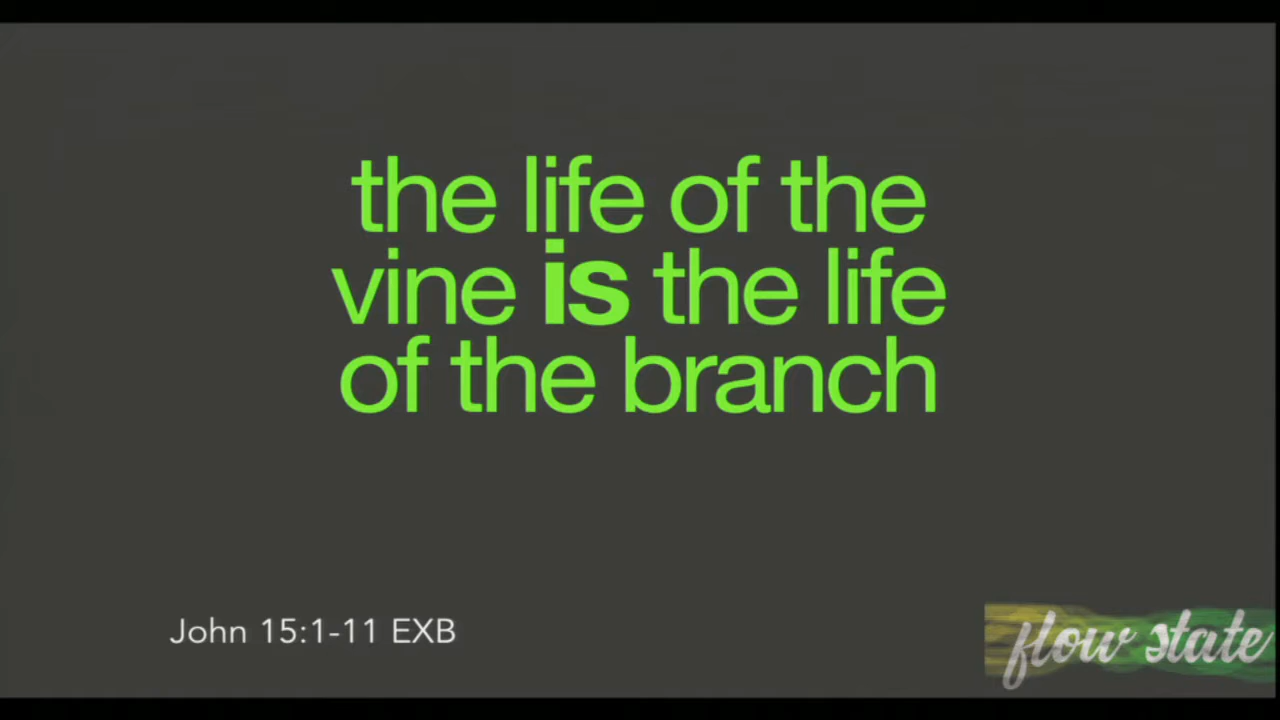 the life of the
vine is the life
of the branch
John 15:1-11 EXB
flow state